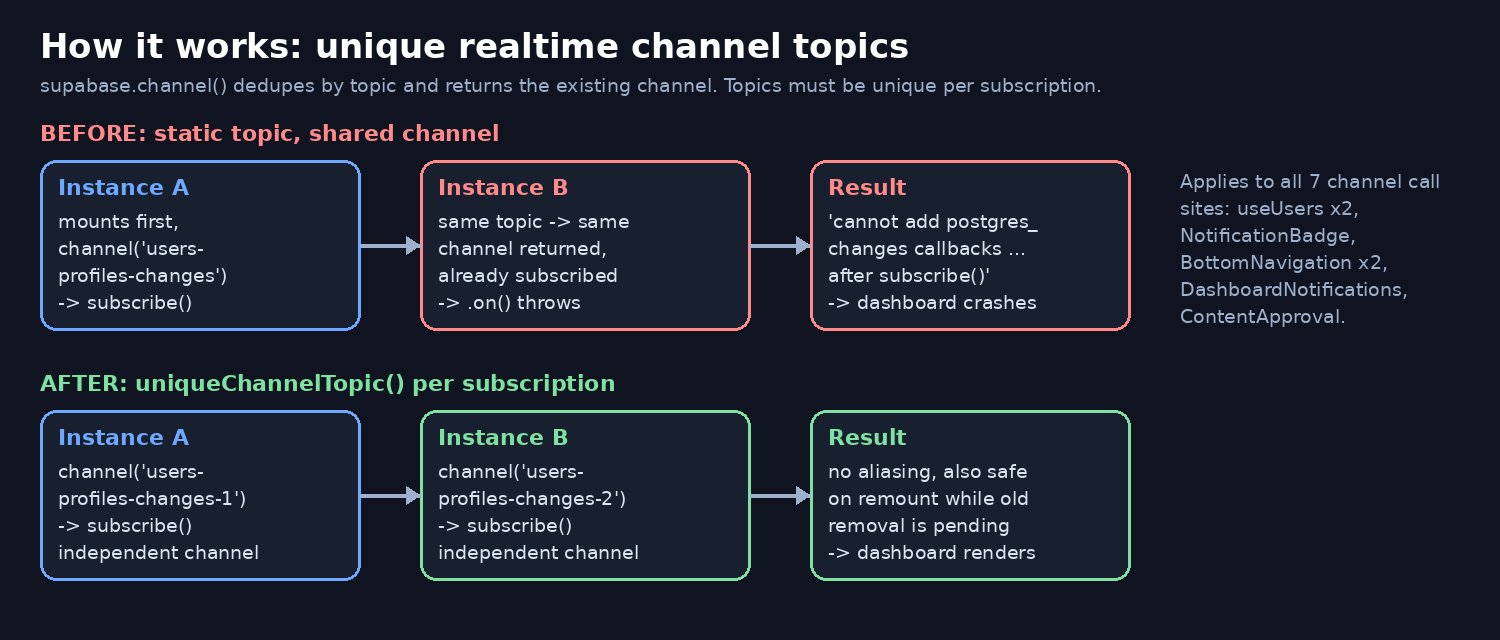 How it works: unique realtime channel topics
supabase.channel() dedupes by topic and returns the existing channel. Topics must be unique per subscription.
BEFORE: static topic, shared channel
Instance A
mounts first,
channel('users-
profiles-changes')
-> subscribe()
Instance B
same topic -> same
channel returned,
already subscribed
-> .on() throws
Result
'cannot add postgres_
changes callbacks ...
after subscribe()'
-> dashboard crashes
Applies to all 7 channel call
sites: useUsers x2,
NotificationBadge,
BottomNavigation x2,
DashboardNotifications,
ContentApproval.
AFTER: uniqueChannelTopic() per subscription
Instance A
channel('users-
profiles-changes-1')
-> subscribe()
independent channel
Instance B
channel('users-
profiles-changes-2')
-> subscribe()
independent channel
Result
no aliasing, also safe
on remount while old
removal is pending
-> dashboard renders